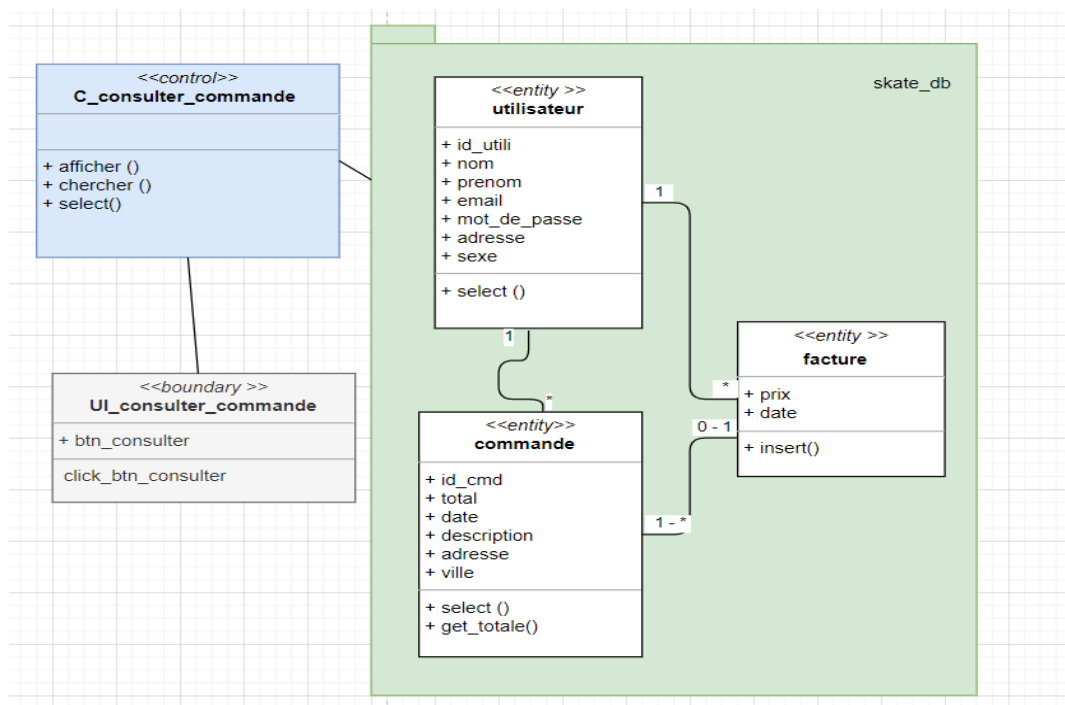 <<control>>
C_consulter_commande
+ afficher ()
+ chercher ()
+ select()
<<boundary >>
UI_consulter_commande
+ btn_consulter
click_btn_consulter
skate_db
<<entity >>
utilisateur
+ id_utili
+ nom
+ prenom
+ email
+ mot_de_passe
+ adresse
+ sexe
+ select ()
1
1
*
*
0 - 1
1 - *
<<entity>>
commande
+ id_cmd
+ total
+ date
+ description
+ adresse
+ ville
+ select ()
+ get_totale()
<<entity >>
facture
+ prix
+ date
+ insert()